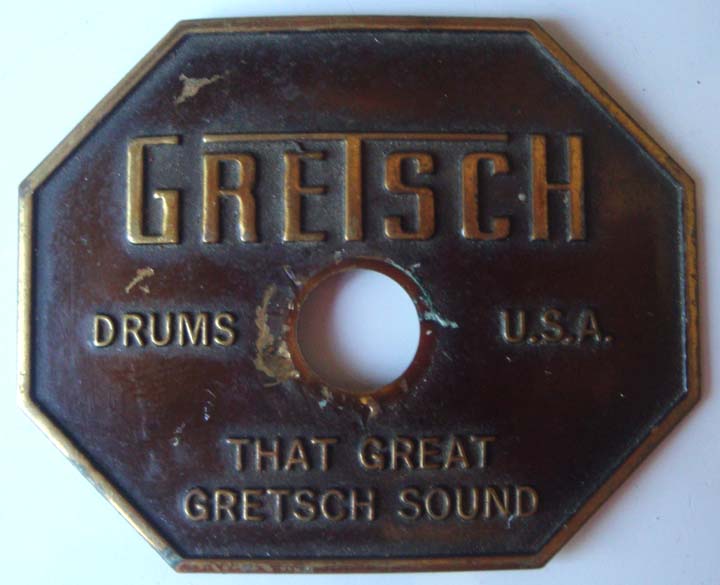 GRETSCH
DRUMS U.S.A.
THAT GREAT
GRETSCH SOUND